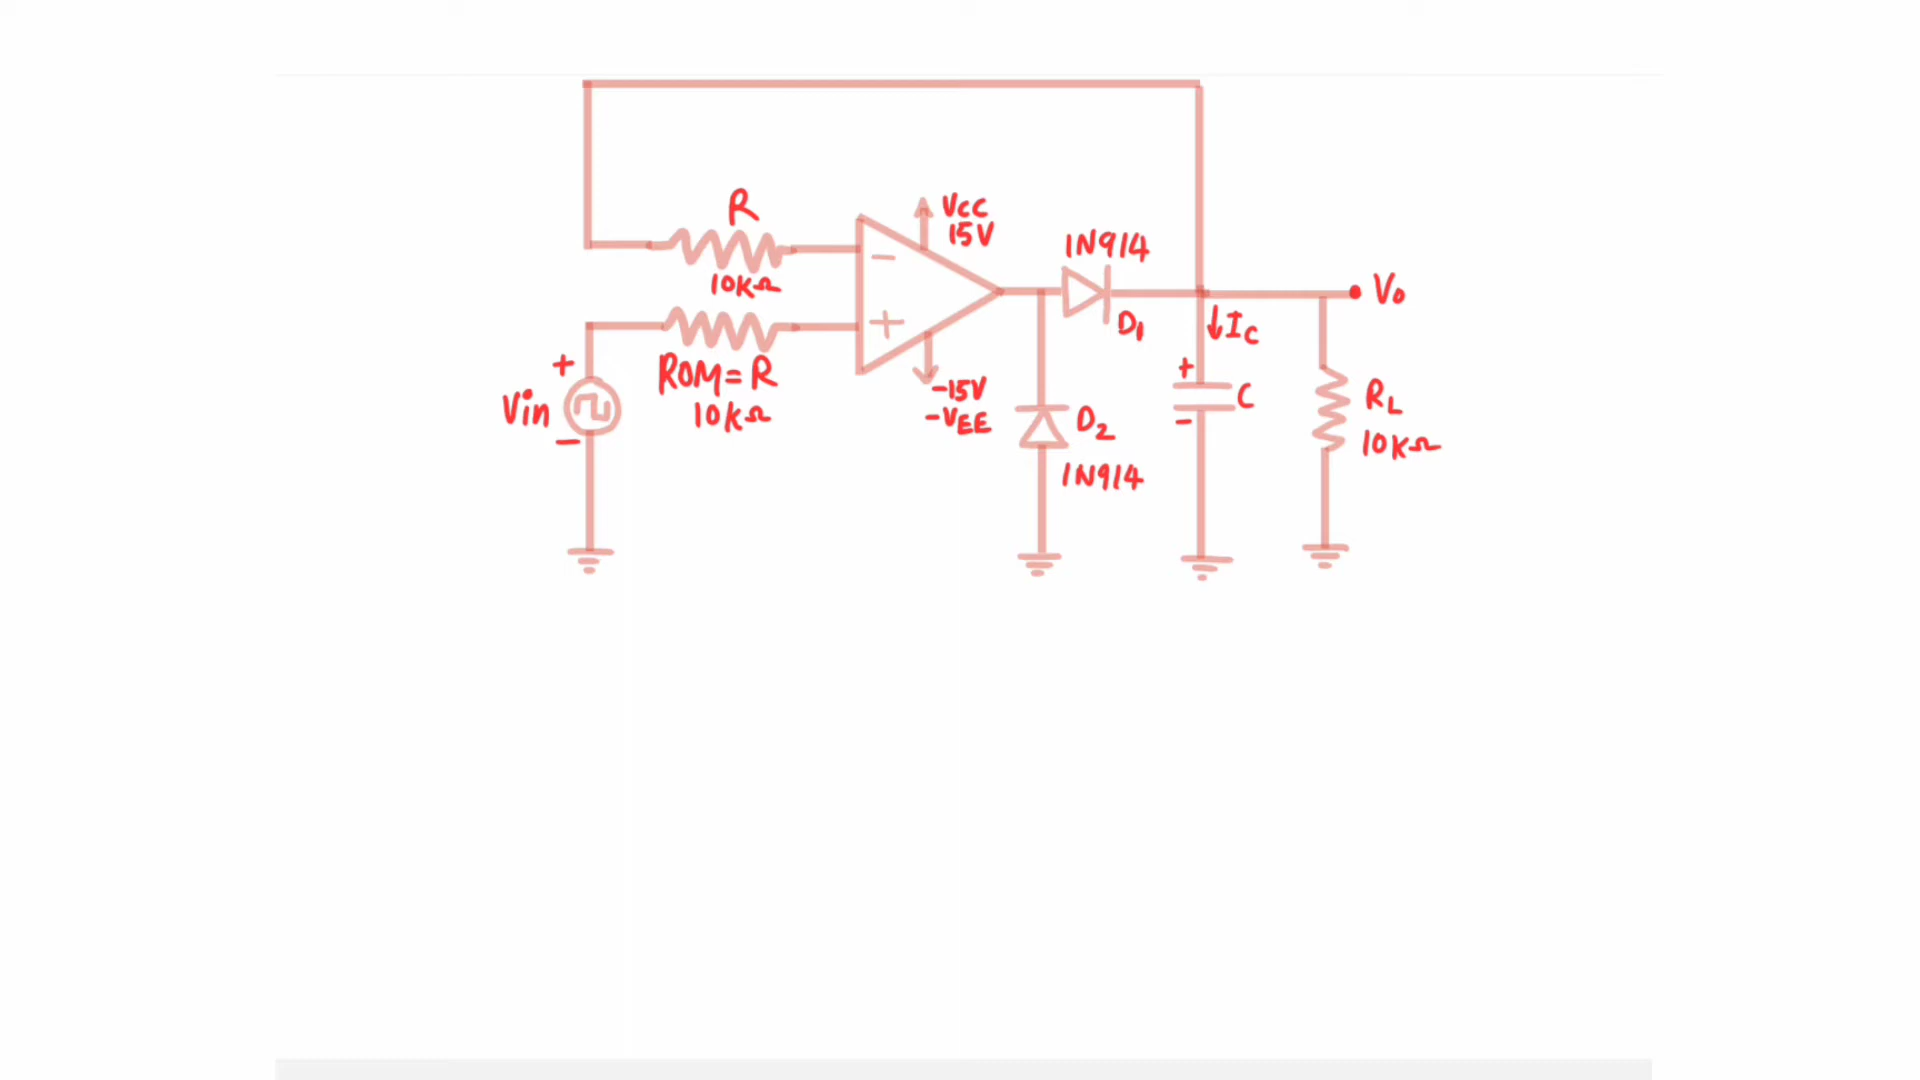 R
10KΩ
VCC
15V
1N914
D1
Vo
IC
+
C
-
RL
10KΩ
-
+
ROM=R
10kΩ
+
Vin
-
-15V
-VEE
D2
1N914